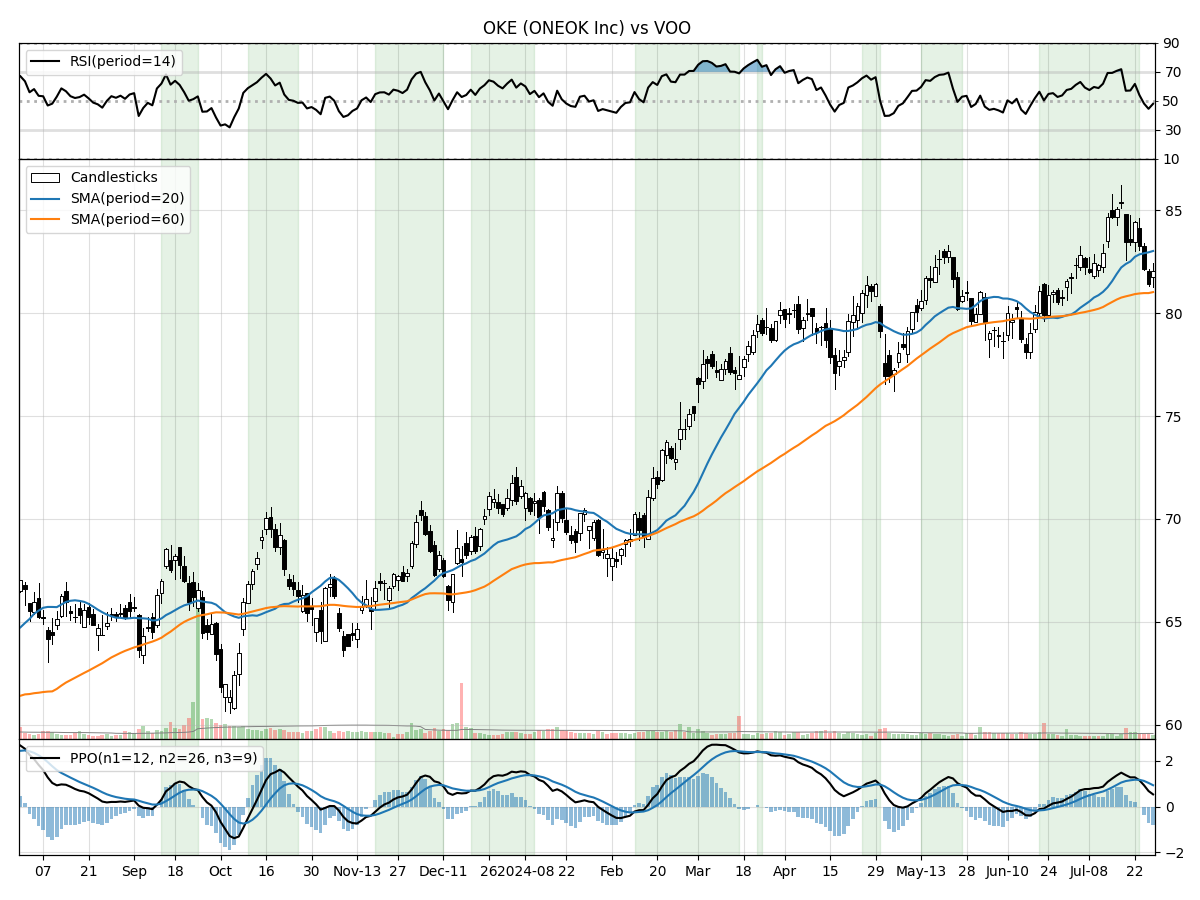 OKE (ONEOK Inc) vs VOO
RSI(period=14)
90
70
50
30
10
Candlesticks
SMA(period=20)
SMA(period=60)
85
80
75
70
65
60
PPO(n1=12, n2=26, n3=9)
2
0
−2
07 21 Sep 18 Oct 16 30 Nov-13 27 Dec-11 26 2024-08 22 Feb 20 Mar 18 Apr 15 29 May-13 28 Jun-10 24 Jul-08 22